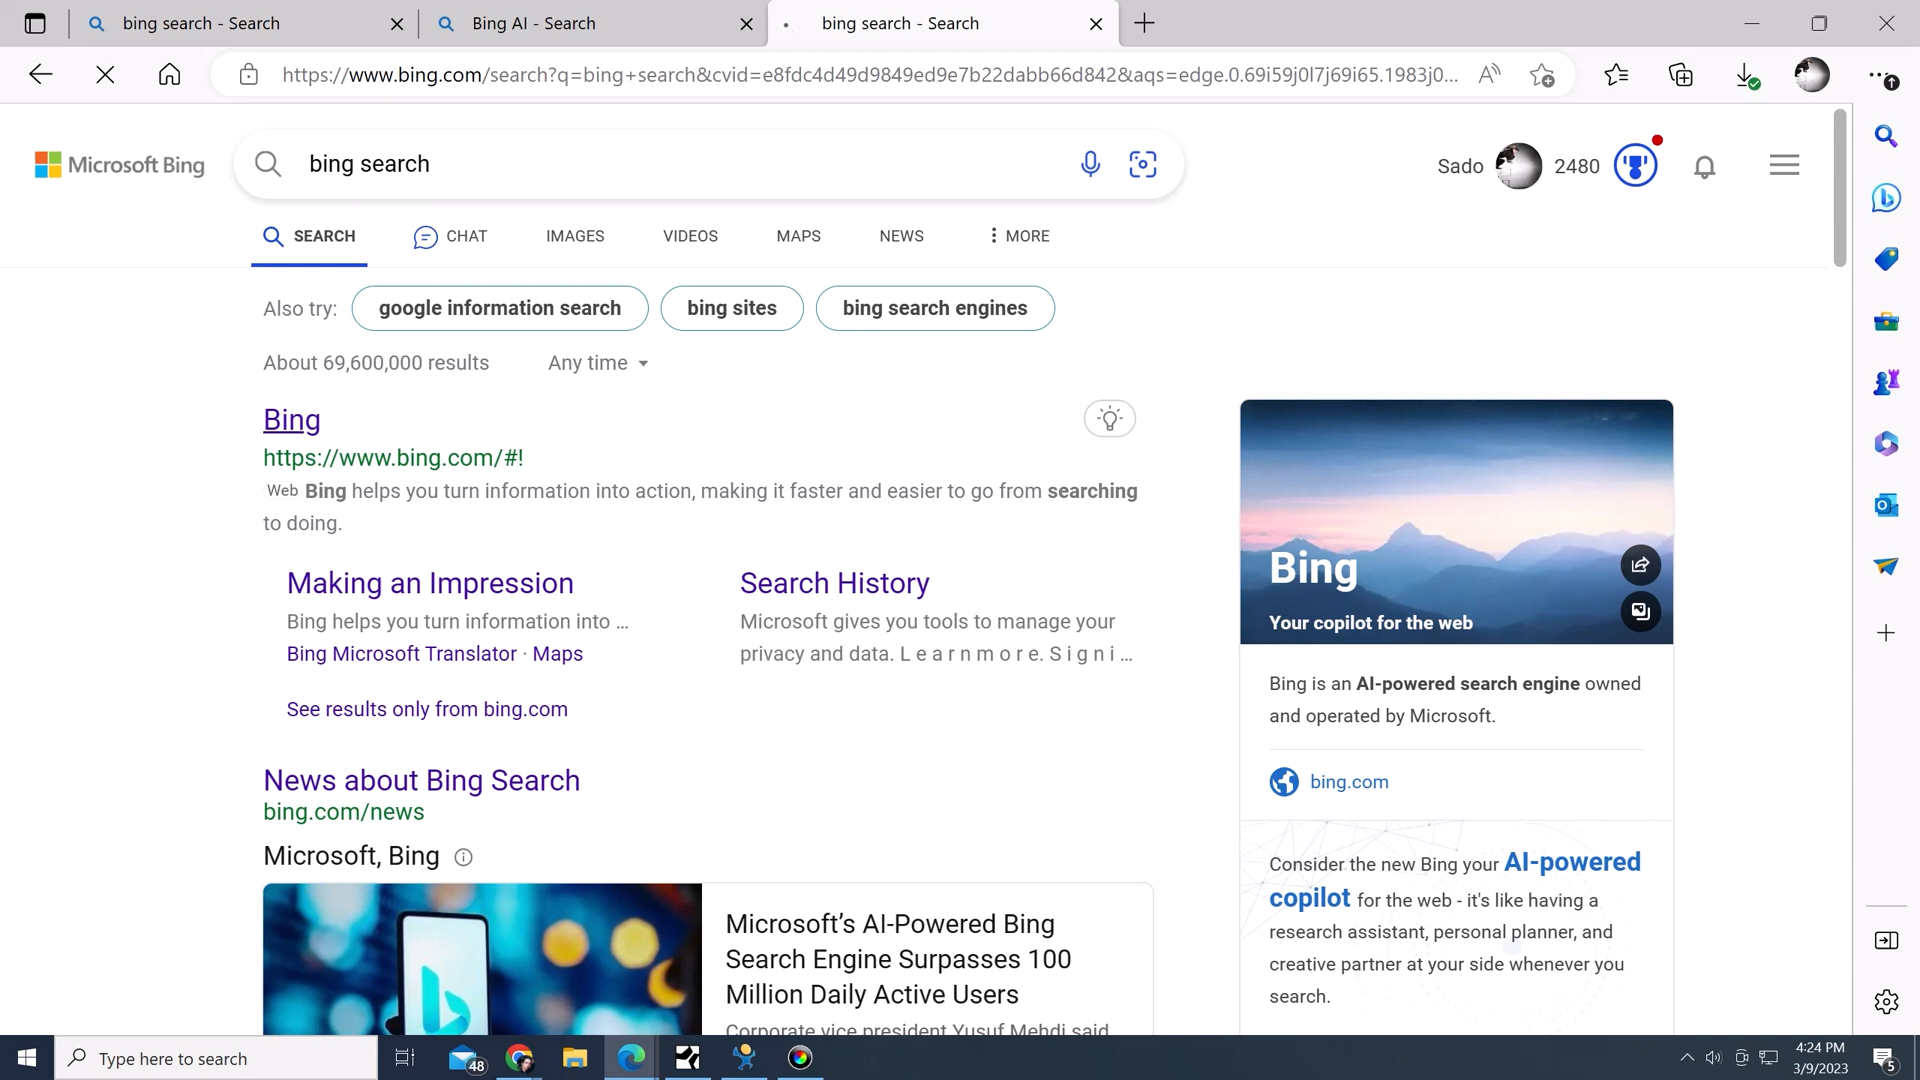 bing search - Search
Bing AI - Search
bing search - Search
https://www.bing.com/search?q=bing+search&cvid=e8fdc4d49d9849ed9e7b22dabb66d842&aqs=edge.0.69i59j0l7j69i65.1983j0...
Microsoft Bing
bing search
Sado
2480
SEARCH
CHAT
IMAGES
VIDEOS
MAPS
NEWS
MORE
Also try:
google information search
bing sites
bing search engines
About 69,600,000 results
Any time
Bing
https://www.bing.com/#!
Web Bing helps you turn information into action, making it faster and easier to go from searching
to doing.
Making an Impression
Bing helps you turn information into ...
Bing Microsoft Translator · Maps
Search History
Microsoft gives you tools to manage your
privacy and data. L e a r n m o r e. S i g n i ...
See results only from bing.com
News about Bing Search
bing.com/news
Microsoft, Bing
Microsoft's AI-Powered Bing
Search Engine Surpasses 100
Million Daily Active Users
Corporate vice president Yusuf Mehdi said
Bing
Your copilot for the web
Bing is an AI-powered search engine owned
and operated by Microsoft.
bing.com
Consider the new Bing your AI-powered
copilot for the web - it's like having a
research assistant, personal planner, and
creative partner at your side whenever you
search.
Type here to search
48
4:24 PM
3/9/2023
5